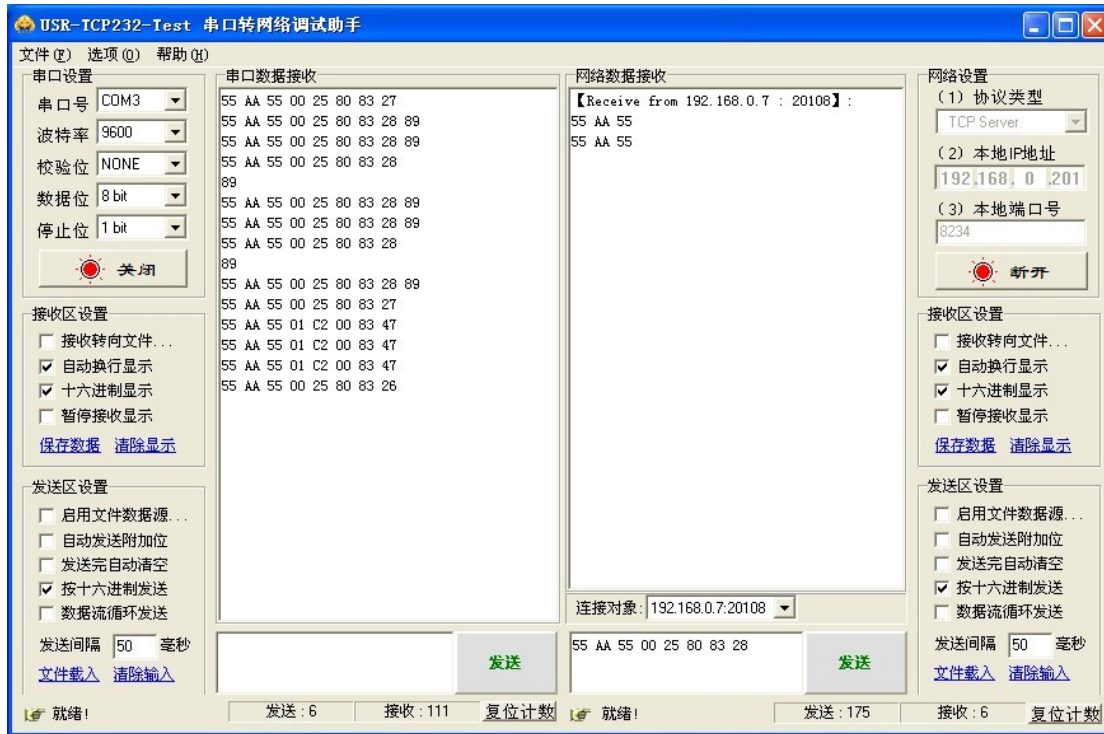 USR-TCP232-Test 串口转网络调试助手
文件(F) 选项(O) 帮助(H)
串口设置
串口号 COM3
波特率 9600
校验位 NONE
数据位 8 bit
停止位 1 bit
关闭
接收区设置
接收转向文件...
自动换行显示
十六进制显示
暂停接收显示
保存数据 清除显示
发送区设置
启用文件数据源...
自动发送附加位
发送完自动清空
按十六进制发送
数据流循环发送
发送间隔 50 毫秒
文件载入 清除输入
串口数据接收
55 AA 55 00 25 80 83 27
55 AA 55 00 25 80 83 28 89
55 AA 55 00 25 80 83 28 89
55 AA 55 00 25 80 83 28
89
55 AA 55 00 25 80 83 28 89
55 AA 55 00 25 80 83 28 89
55 AA 55 00 25 80 83 28
89
55 AA 55 00 25 80 83 28 89
55 AA 55 00 25 80 83 27
55 AA 55 01 C2 00 83 47
55 AA 55 01 C2 00 83 47
55 AA 55 01 C2 00 83 47
55 AA 55 00 25 80 83 26
发送
网络数据接收
【Receive from 192.168.0.7 : 20108】:
55 AA 55
55 AA 55
连接对象: 192.168.0.7:20108
55 AA 55 00 25 80 83 28
发送
网络设置
(1) 协议类型
TCP Server
(2) 本地IP地址
192.168. 0 .201
(3) 本地端口号
8234
断开
接收区设置
接收转向文件...
自动换行显示
十六进制显示
暂停接收显示
保存数据 清除显示
发送区设置
启用文件数据源...
自动发送附加位
发送完自动清空
按十六进制发送
数据流循环发送
发送间隔 50 毫秒
文件载入 清除输入
就绪! 发送:6 接收:111 复位计数
就绪! 发送:175 接收:6 复位计数